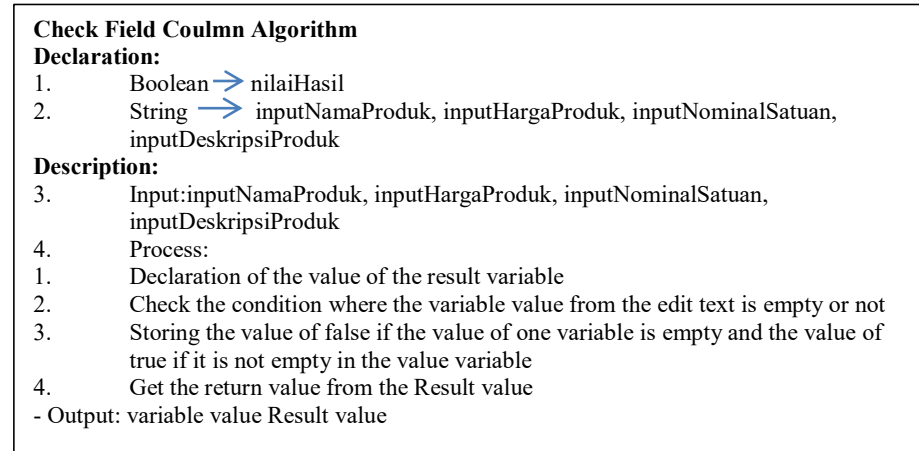 Check Field Coulmn Algorithm
Declaration:
1. Boolean → nilaiHasil
2. String → inputNamaProduk, inputHargaProduk, inputNominalSatuan,
inputDeskripsiProduk
Description:
3. Input:inputNamaProduk, inputHargaProduk, inputNominalSatuan,
inputDeskripsiProduk
4. Process:
1. Declaration of the value of the result variable
2. Check the condition where the variable value from the edit text is empty or not
3. Storing the value of false if the value of one variable is empty and the value of
true if it is not empty in the value variable
4. Get the return value from the Result value
- Output: variable value Result value